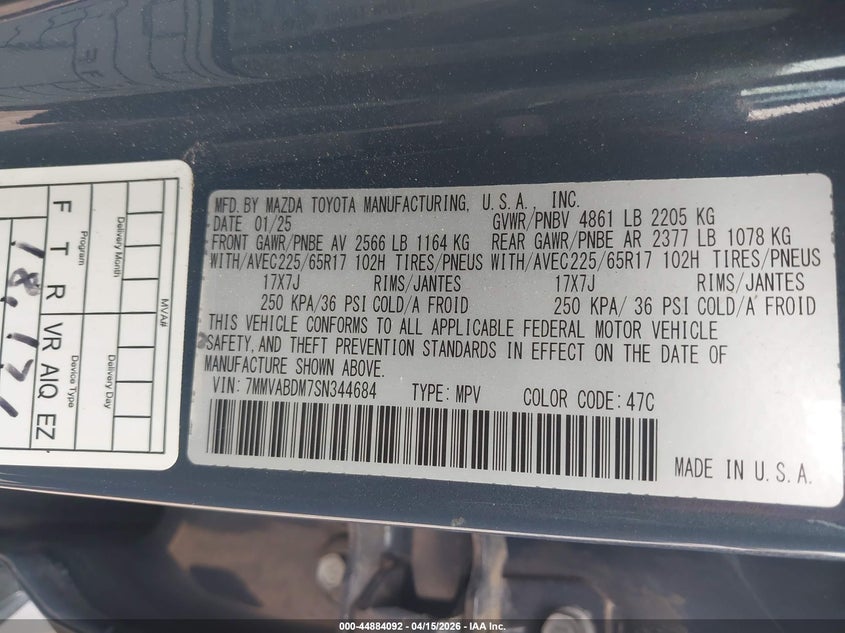 MFD. BY MAZDA TOYOTA MANUFACTURING, U.S.A., INC.
DATE 01/25 GVWR/PNBV 4861 LB 2205 KG
FRONT GAWR/PNBE AV 2566 LB 1164 KG REAR GAWR/PNBE AR 2377 LB 1078 KG
WITH/AVEC225/65R17 102H TIRES/PNEUS WITH/AVEC225/65R17 102H TIRES/PNEUS
17X7J RIMS/JANTES 17X7J RIMS/JANTES
250 KPA/36 PSI COLD/A FROID 250 KPA/ 36 PSI COLD/A' FROID
THIS VEHICLE CONFORMS TO ALL APPLICABLE FEDERAL MOTOR VEHICLE
SAFETY, AND THEFT PREVENTION STANDARDS IN EFFECT ON THE DATE OF
MANUFACTURE SHOWN ABOVE.
VIN: 7MMVABDM7SN344684 TYPE: MPV COLOR CODE: 47C
MADE IN U.S.A.
MVA#
Delivery Month
Delivery Day
Program
Device Type
F T R VR AIQ EZ
000-44884092 - 04/15/2026 - IAA Inc.